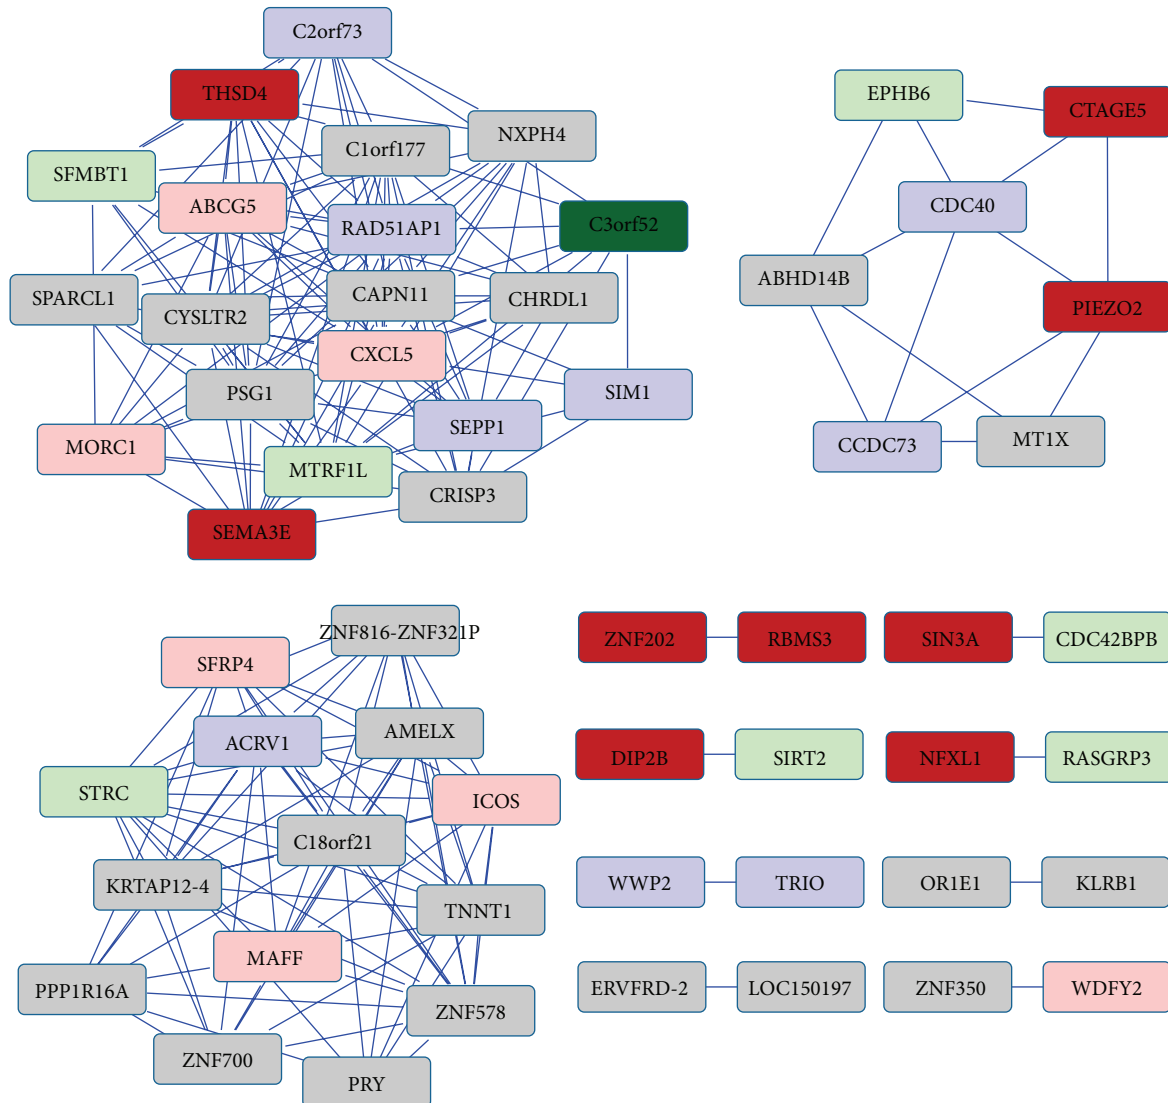 C2orf73
THSD4
NXPH4
C1orf177
SFMBT1
ABCG5
RAD51AP1
C3orf52
SPARCL1
CAPN11
CHRDL1
CYSLTR2
CXCL5
PSG1
SIM1
SEPP1
MORC1
MTRF1L
CRISP3
SEMA3E
EPHB6
CTAGE5
CDC40
ABHD14B
PIEZO2
CCDC73
MT1X
ZNF816-ZNF321P
SFRP4
ACRV1
AMELX
STRC
ICOS
C18orf21
KRTAP12-4
TNNT1
MAFF
PPP1R16A
ZNF578
ZNF700
PRY
ZNF202
RBMS3
SIN3A
CDC42BPB
DIP2B
SIRT2
NFXL1
RASGRP3
WWP2
TRIO
OR1E1
KLRB1
ERVFRD-2
LOC150197
ZNF350
WDFY2